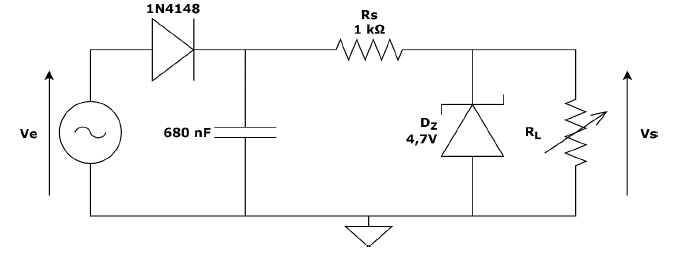 1N4148
Rs
1 kΩ
Ve
680 nF
DZ
4,7V
RL
Vs